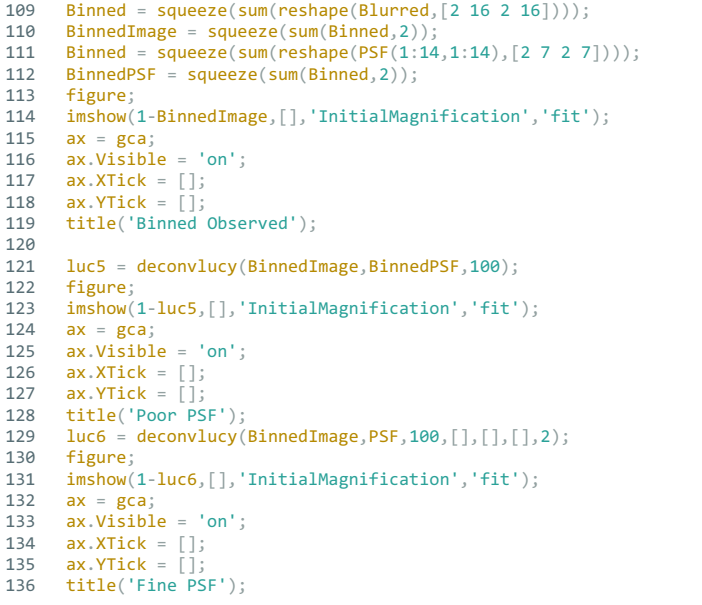 109 Binned = squeeze(sum(reshape(Blurred,[2 16 2 16])));
110 BinnedImage = squeeze(sum(Binned,2));
111 Binned = squeeze(sum(reshape(PSF(1:14,1:14),[2 7 2 7])));
112 BinnedPSF = squeeze(sum(Binned,2));
113 figure;
114 imshow(1-BinnedImage,[],'InitialMagnification','fit');
115 ax = gca;
116 ax.Visible = 'on';
117 ax.XTick = [];
118 ax.YTick = [];
119 title('Binned Observed');
120
121 luc5 = deconvlucy(BinnedImage,BinnedPSF,100);
122 figure;
123 imshow(1-luc5,[],'InitialMagnification','fit');
124 ax = gca;
125 ax.Visible = 'on';
126 ax.XTick = [];
127 ax.YTick = [];
128 title('Poor PSF');
129 luc6 = deconvlucy(BinnedImage,PSF,100,[],[],[],2);
130 figure;
131 imshow(1-luc6,[],'InitialMagnification','fit');
132 ax = gca;
133 ax.Visible = 'on';
134 ax.XTick = [];
135 ax.YTick = [];
136 title('Fine PSF');